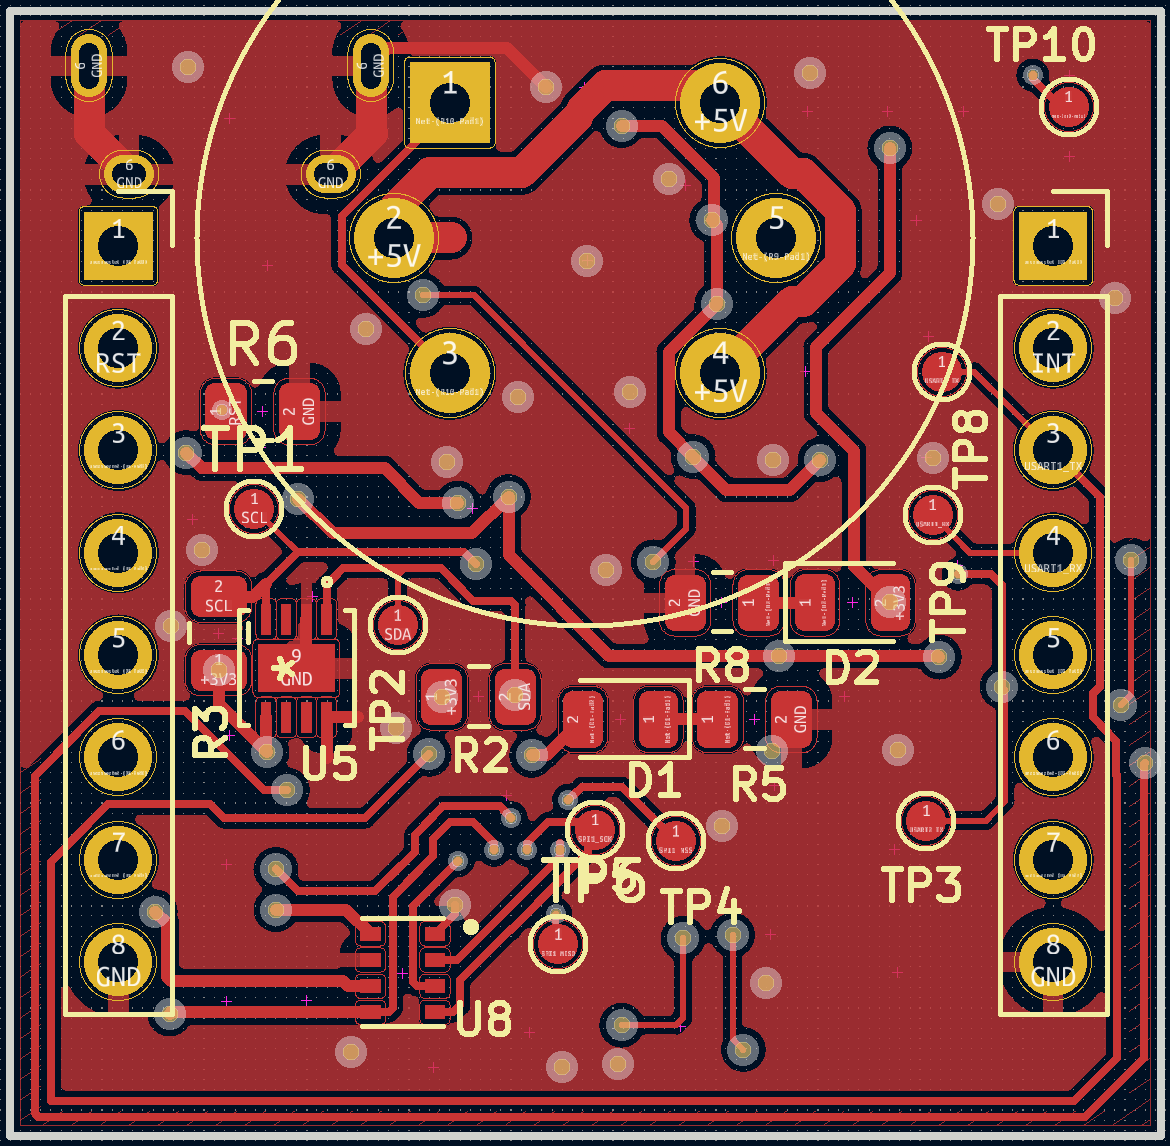 6
GND
6
GND
TP10
1
1
Net-(R10-Pad1)
6
+5V
6
GND
6
GND
1
2
+5V
5
Net-(R9-Pad1)
1
2
RST
R6
3
Net-(R10-Pad1)
4
+5V
1
USART1_TX
2
INT
1
RST
2
GND
TP1
3
TP8
3
USART1_TX
1
SCL
1
USART1_RX
4
4
USART1_RX
2
SCL
1
SDA
2
GND
1
1
2
+3V3
TP9
5
1
+3V3
9
GND
*
R8
D2
5
R3
TP2
1
+3V3
2
SDA
2
1
1
2
GND
6
U5
R2
D1
R5
6
1
SPI1_SCK
1
SPI1_NSS
1
7
TP5
TP6
TP4
TP3
7
8
GND
1
SPI1_MISO
8
GND
U8